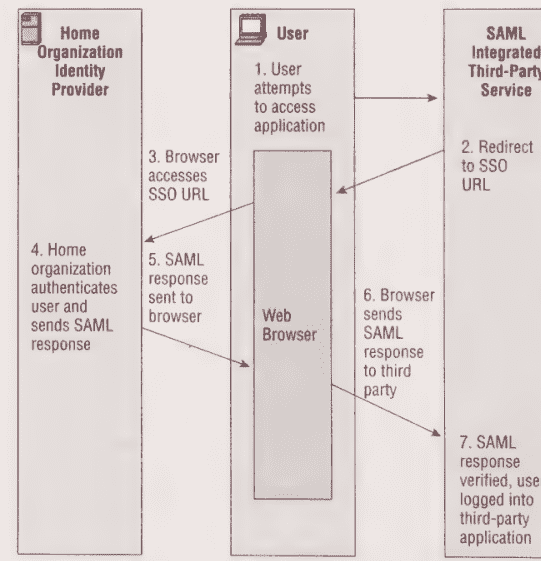 Home
Organization
Identity
Provider
User
SAML
Integrated
Third-Party
Service
1. User
attempts
to access
application
2. Redirect
to SSO
URL
3. Browser
accesses
SSO URL
4. Home
organization
authenticates
user and
sends SAML
response
5. SAML
response
sent to
browser
Web
Browser
6. Browser
sends
SAML
response
to third
party
7. SAML
response
verified, use
logged into
third-party
application